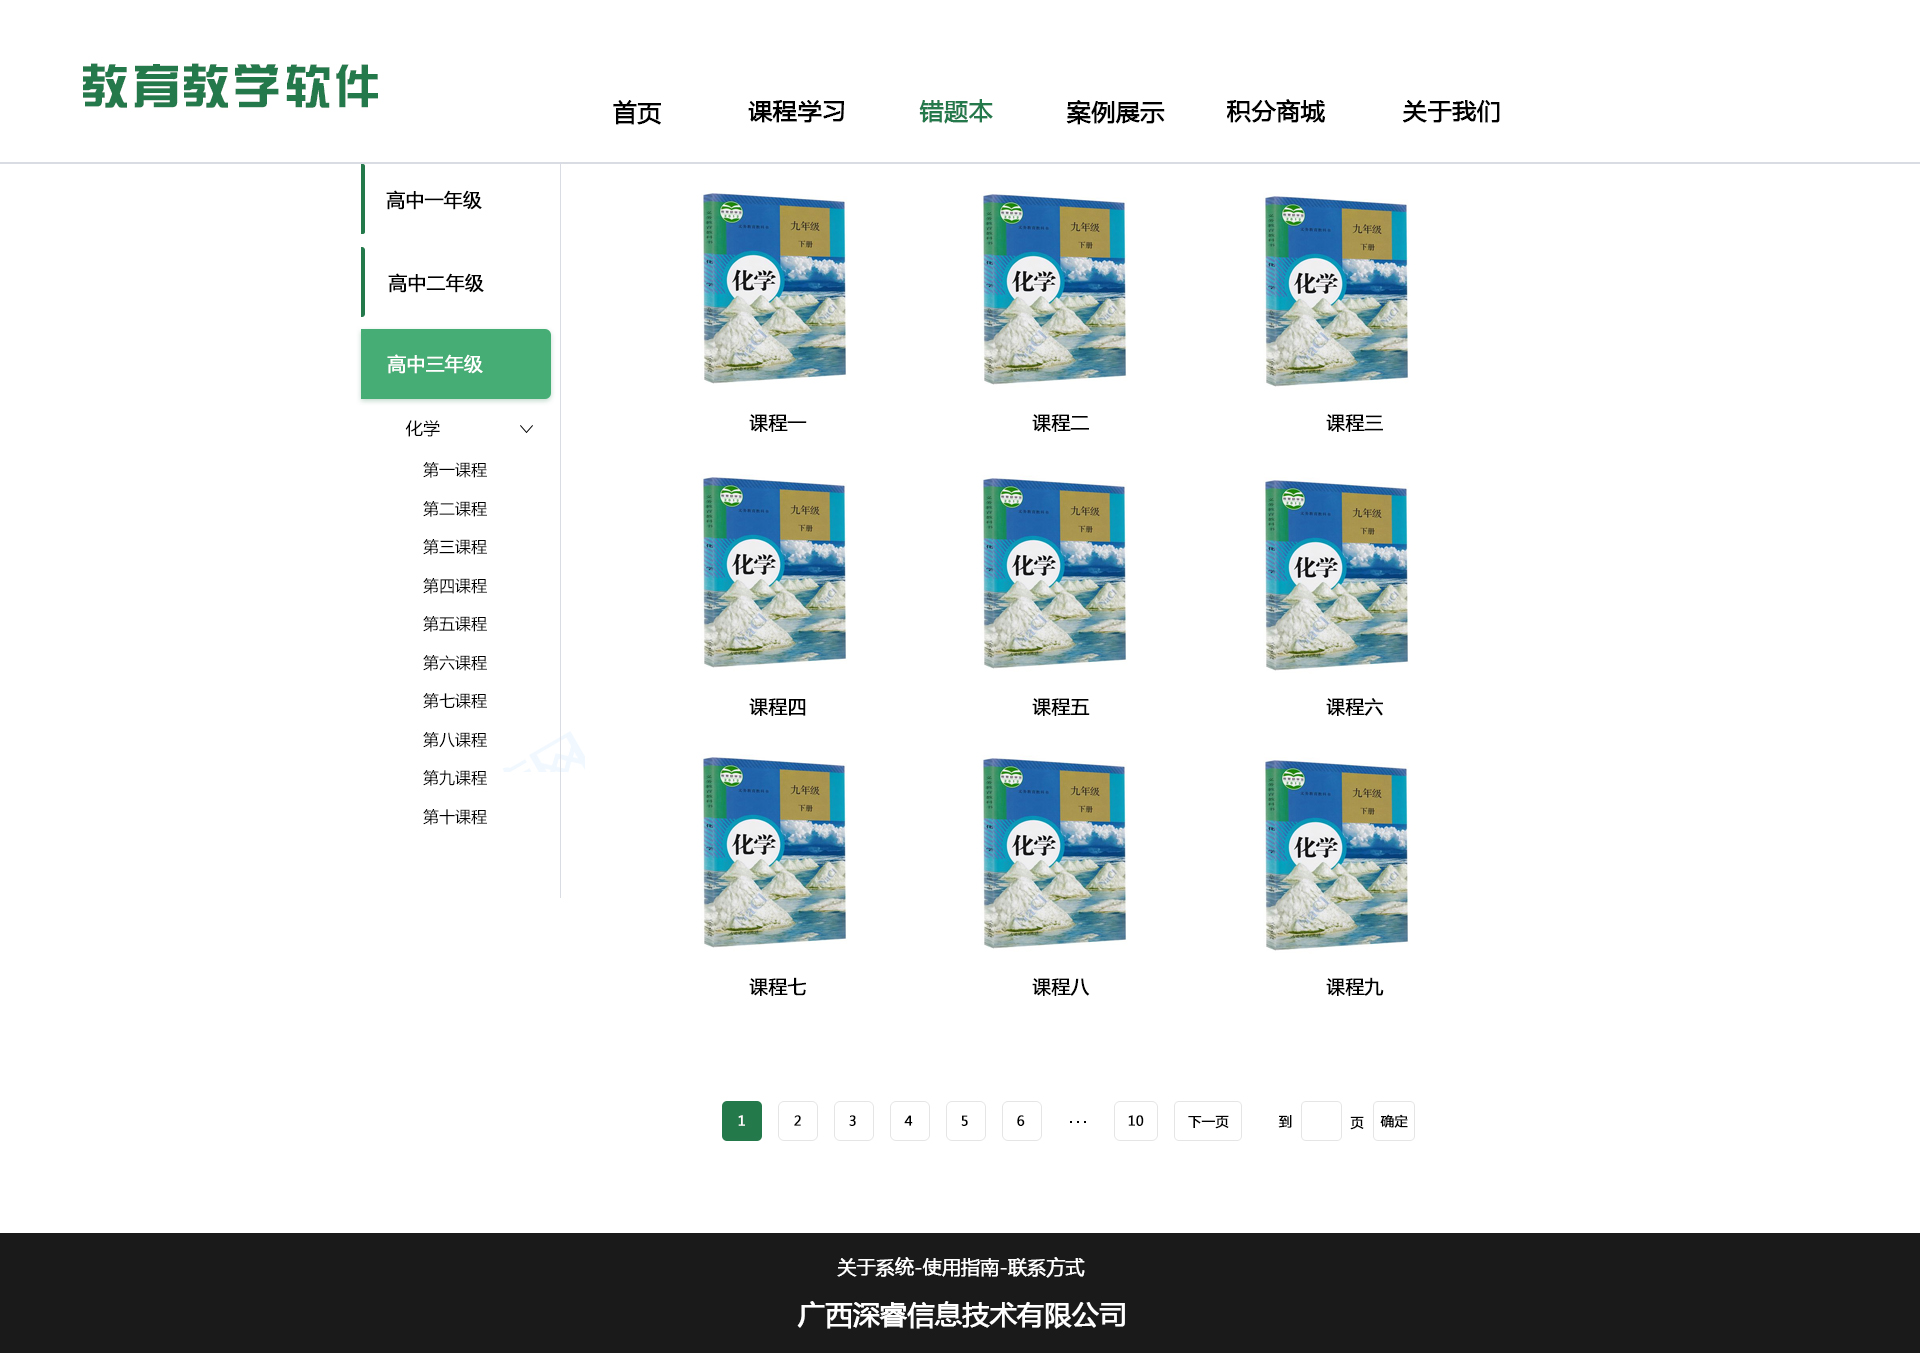 教育教学软件
首页 课程学习 错题本 案例展示 积分商城 关于我们
高中一年级
高中二年级
高中三年级
化学
第一课程
第二课程
第三课程
第四课程
第五课程
第六课程
第七课程
第八课程
第九课程
第十课程
九年级
下册
化学
九年级
下册
化学
九年级
下册
化学
课程一 课程二 课程三
九年级
下册
化学
九年级
下册
化学
九年级
下册
化学
课程四 课程五 课程六
九年级
下册
化学
九年级
下册
化学
九年级
下册
化学
课程七 课程八 课程九
1 2 3 4 5 6 ··· 10 下一页 到 页 确定
关于系统-使用指南-联系方式
广西深睿信息技术有限公司